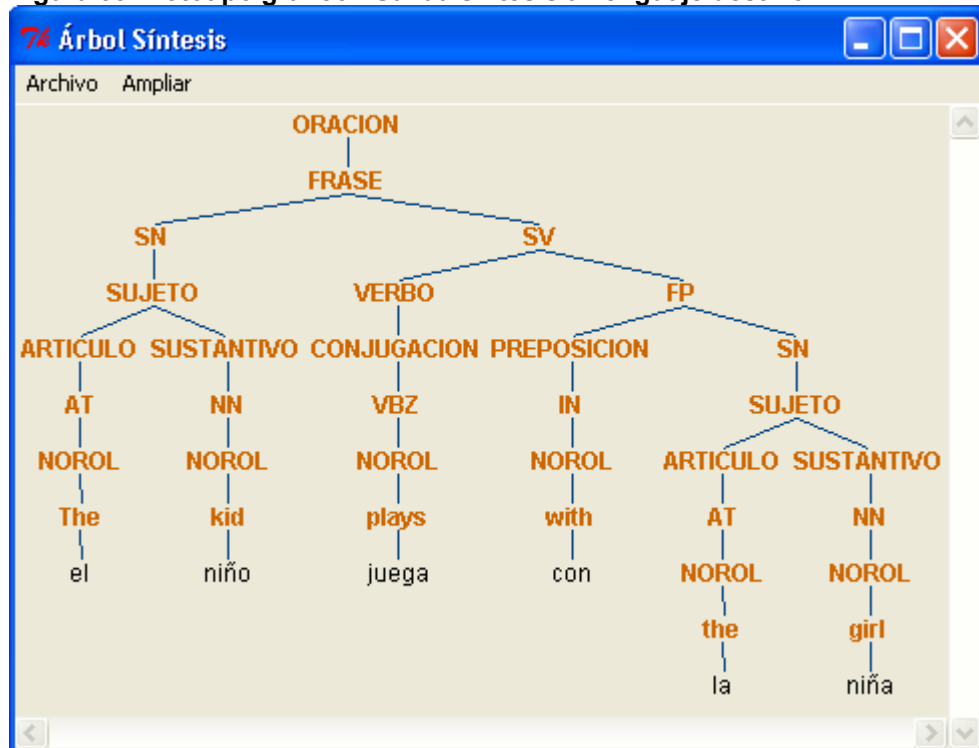 Árbol Síntesis
Archivo Ampliar
ORACION
FRASE
SN SV
SUJETO VERBO FP
ARTICULO SUSTANTIVO CONJUGACION PREPOSICION SN
AT NN VBZ IN SUJETO
NOROL NOROL NOROL NOROL ARTICULO SUSTANTIVO
The kid plays with AT NN
el niño juega con NOROL NOROL
the girl
la niña